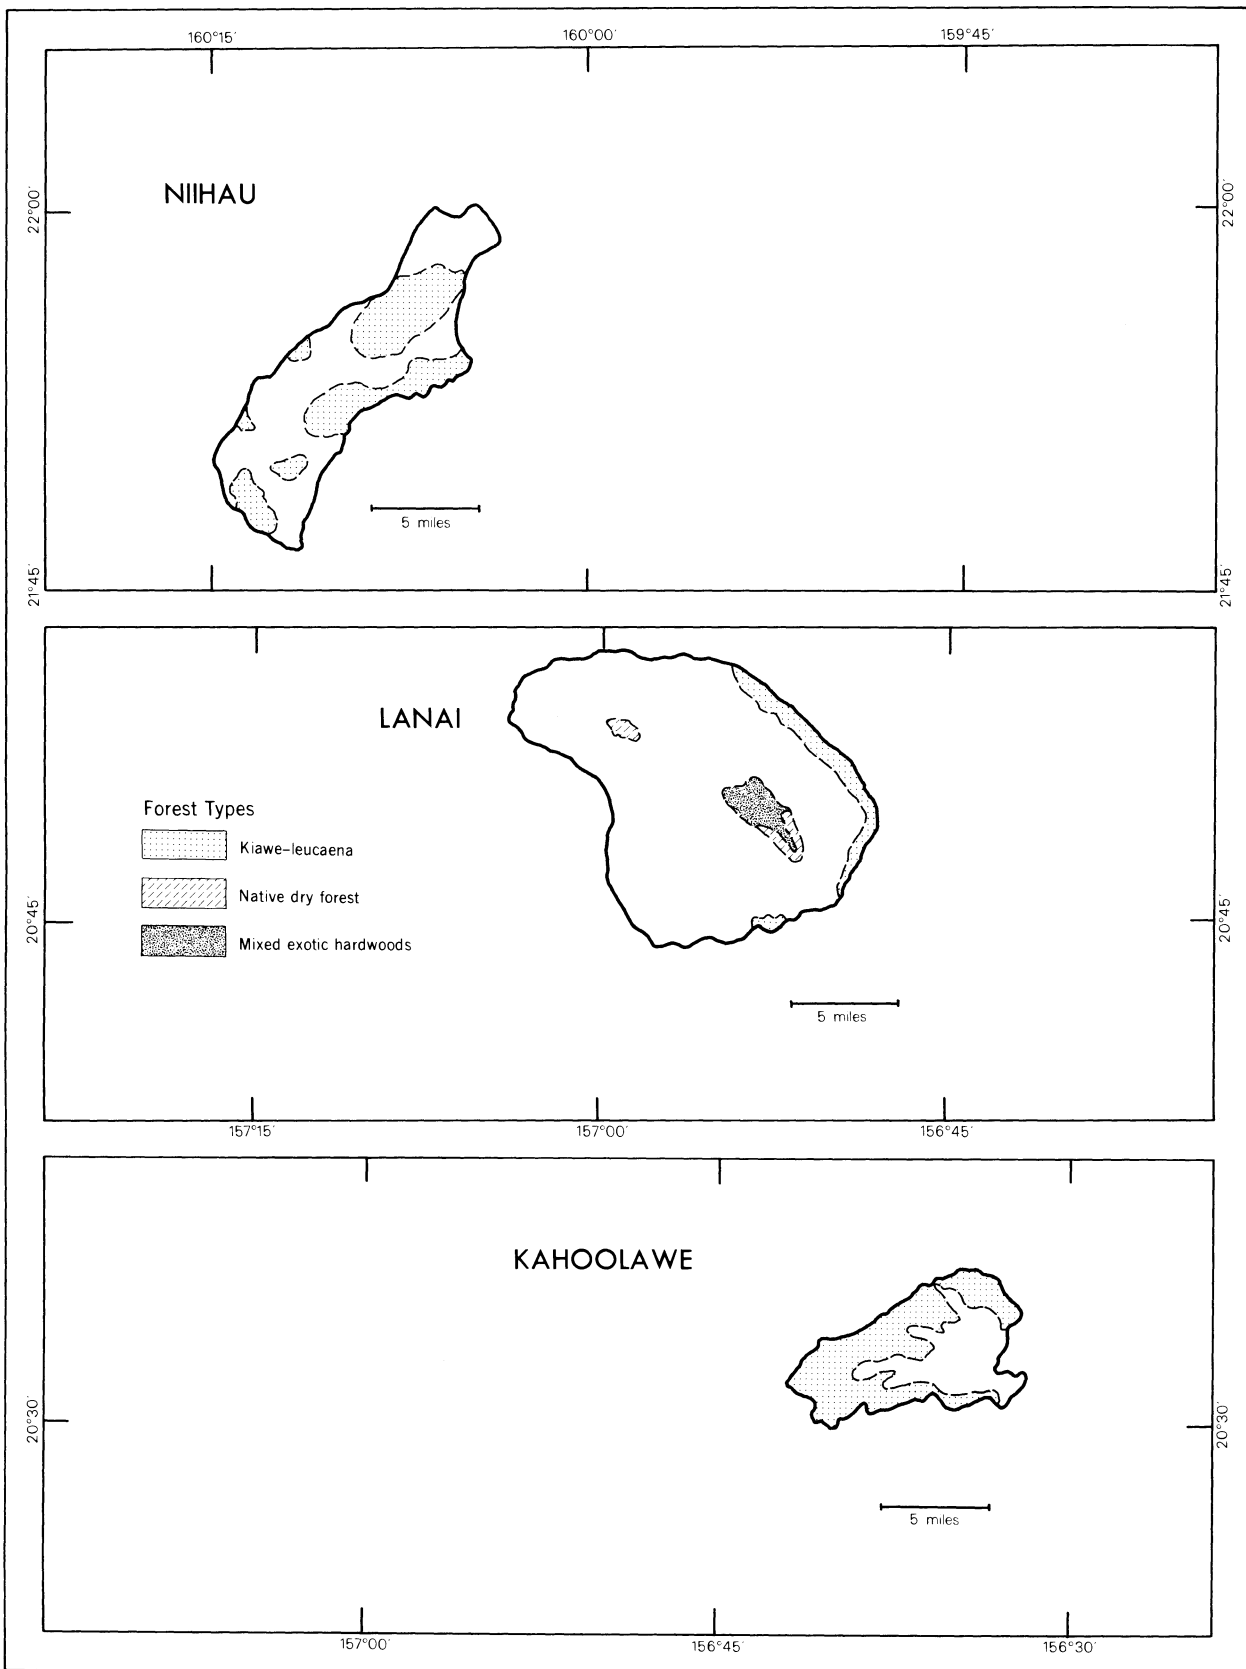 160°15'
160°00'
159°45'
NIIHAU
22°00'
22°00'
5 miles
21°45'
21°45'
LANAI
Forest Types
Kiawe-leucaena
Native dry forest
Mixed exotic hardwoods
20°45'
20°45'
5 miles
157°15'
157°00'
156°45'
KAHOOLAWE
20°30'
20°30'
5 miles
157°00'
156°45'
156°30'